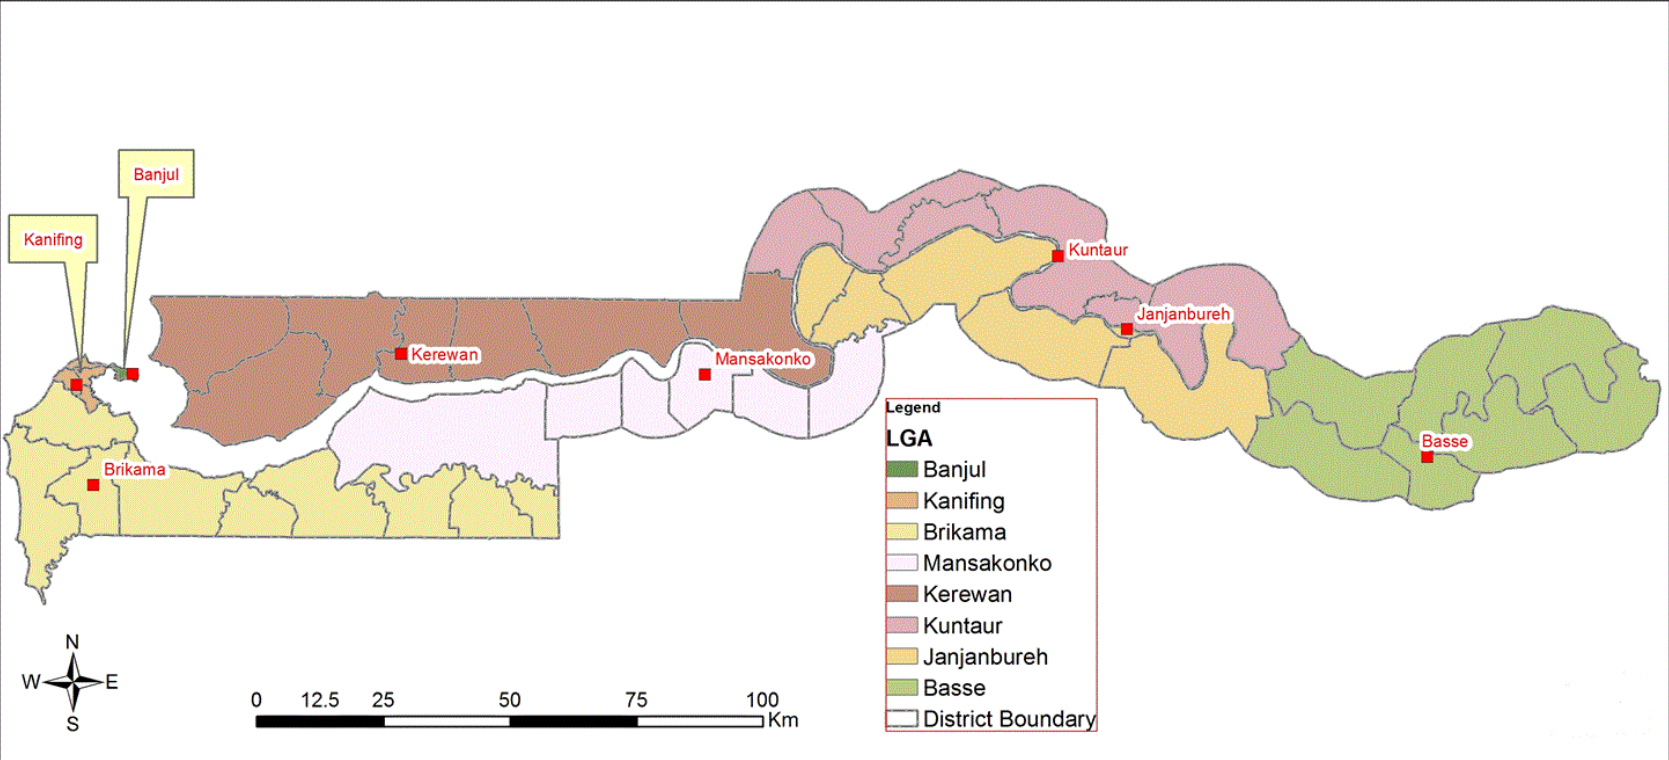 Banjul
Kanifing
Kuntaur
Janjanbureh
Kerewan
Mansakonko
Basse
Brikama
Legend
LGA
Banjul
Kanifing
Brikama
Mansakonko
Kerewan
Kuntaur
Janjanbureh
Basse
District Boundary
N
W E
S
0 12.5 25 50 75 100
Km